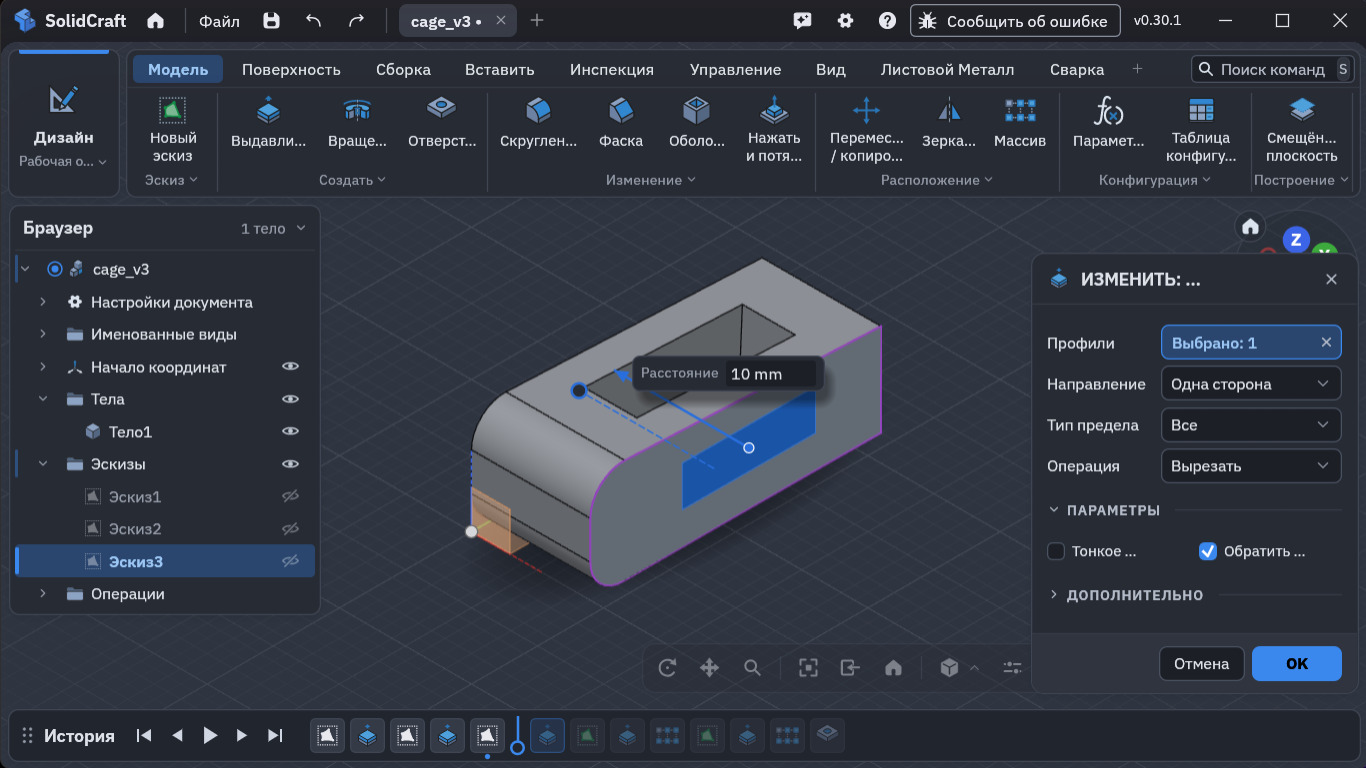 SolidCraft
Файл
cage_v3 •
Сообщить об ошибке
v0.30.1
Дизайн
Рабочая о...
Модель
Поверхность
Сборка
Вставить
Инспекция
Управление
Вид
Листовой Металл
Сварка
Поиск команд
S
Новый
эскиз
Выдавли...
Враще...
Отверст...
Скруглен...
Фаска
Оболо...
Нажать
и потя...
Перемес...
/ копиро...
Зерка...
Массив
Парамет...
Таблица
конфигу...
Смещён...
плоскость
Эскиз
Создать
Изменение
Расположение
Конфигурация
Построение
Браузер
1 тело
cage_v3
Настройки документа
Именованные виды
Начало координат
Тела
Тело1
Эскизы
Эскиз1
Эскиз2
Эскиз3
Операции
Расстояние
10 mm
Z
ИЗМЕНИТЬ: ...
Профили
Выбрано: 1
Направление
Одна сторона
Тип предела
Все
Операция
Вырезать
ПАРАМЕТРЫ
Тонкое ...
Обратить ...
ДОПОЛНИТЕЛЬНО
Отмена
OK
История